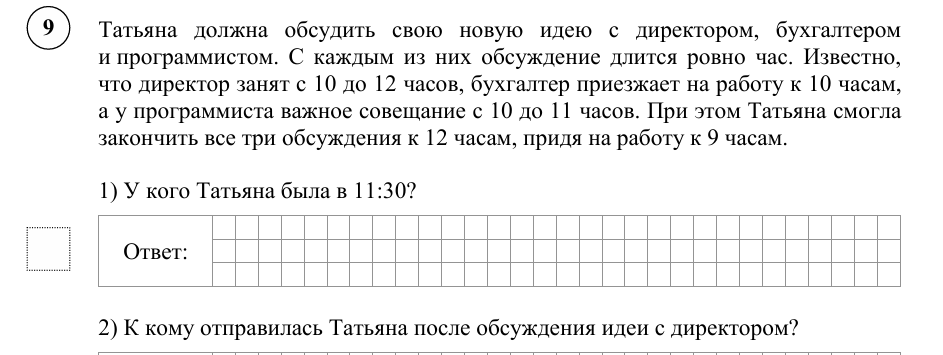 9
Татьяна должна обсудить свою новую идею с директором, бухгалтером
и программистом. С каждым из них обсуждение длится ровно час. Известно,
что директор занят с 10 до 12 часов, бухгалтер приезжает на работу к 10 часам,
а у программиста важное совещание с 10 до 11 часов. При этом Татьяна смогла
закончить все три обсуждения к 12 часам, придя на работу к 9 часам.
1) У кого Татьяна была в 11:30?
Ответ:
2) К кому отправилась Татьяна после обсуждения идеи с директором?